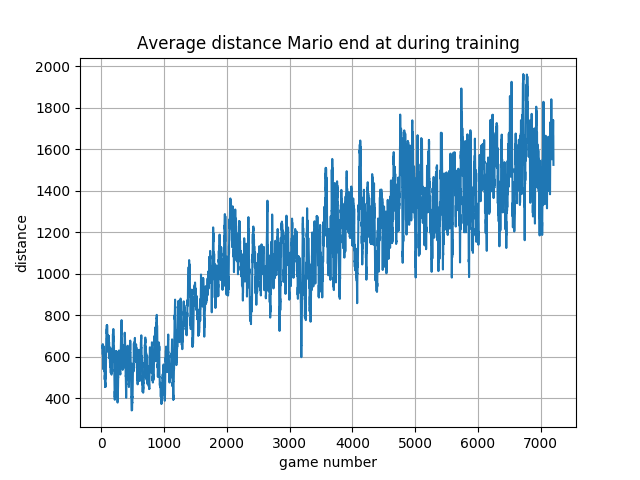 Average distance Mario end at during training
2000
1800
1600
1400
1200
1000
800
600
400
distance
0 1000 2000 3000 4000 5000 6000 7000
game number